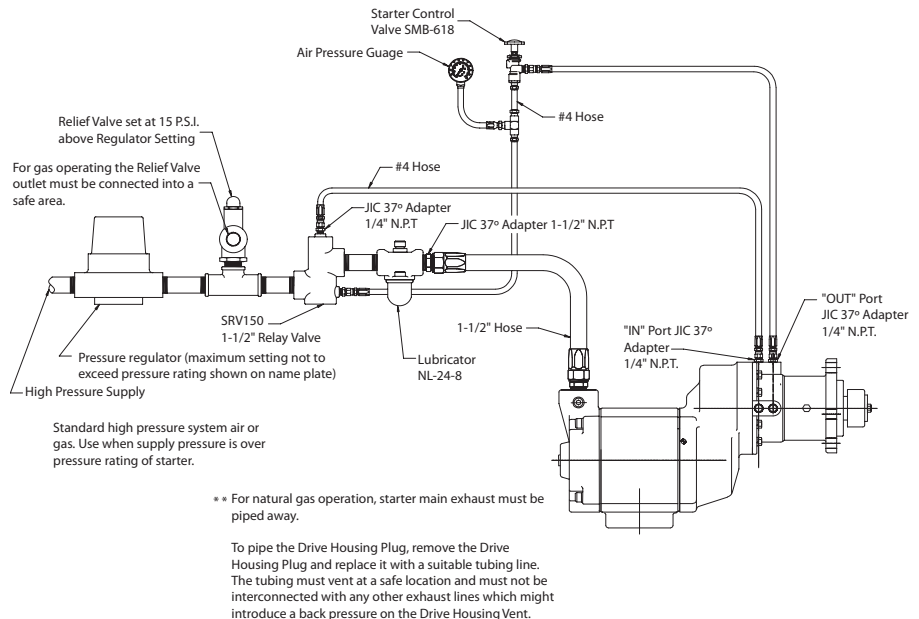 Starter Control
Valve SMB-618
Air Pressure Guage
#4 Hose
Relief Valve set at 15 P.S.I.
above Regulator Setting
For gas operating the Relief Valve
outlet must be connected into a
safe area.
#4 Hose
JIC 37º Adapter
1/4" N.P.T
JIC 37º Adapter 1-1/2" N.P.T
SRV150
1-1/2" Relay Valve
1-1/2" Hose
"IN" Port JIC 37º
Adapter
1/4" N.P.T.
"OUT" Port
JIC 37º Adapter
1/4" N.P.T.
Lubricator
NL-24-8
Pressure regulator (maximum setting not to
exceed pressure rating shown on name plate)
High Pressure Supply
Standard high pressure system air or
gas. Use when supply pressure is over
pressure rating of starter.
** For natural gas operation, starter main exhaust must be
piped away.
To pipe the Drive Housing Plug, remove the Drive
Housing Plug and replace it with a suitable tubing line.
The tubing must vent at a safe location and must not be
interconnected with any other exhaust lines which might
introduce a back pressure on the Drive Housing Vent.